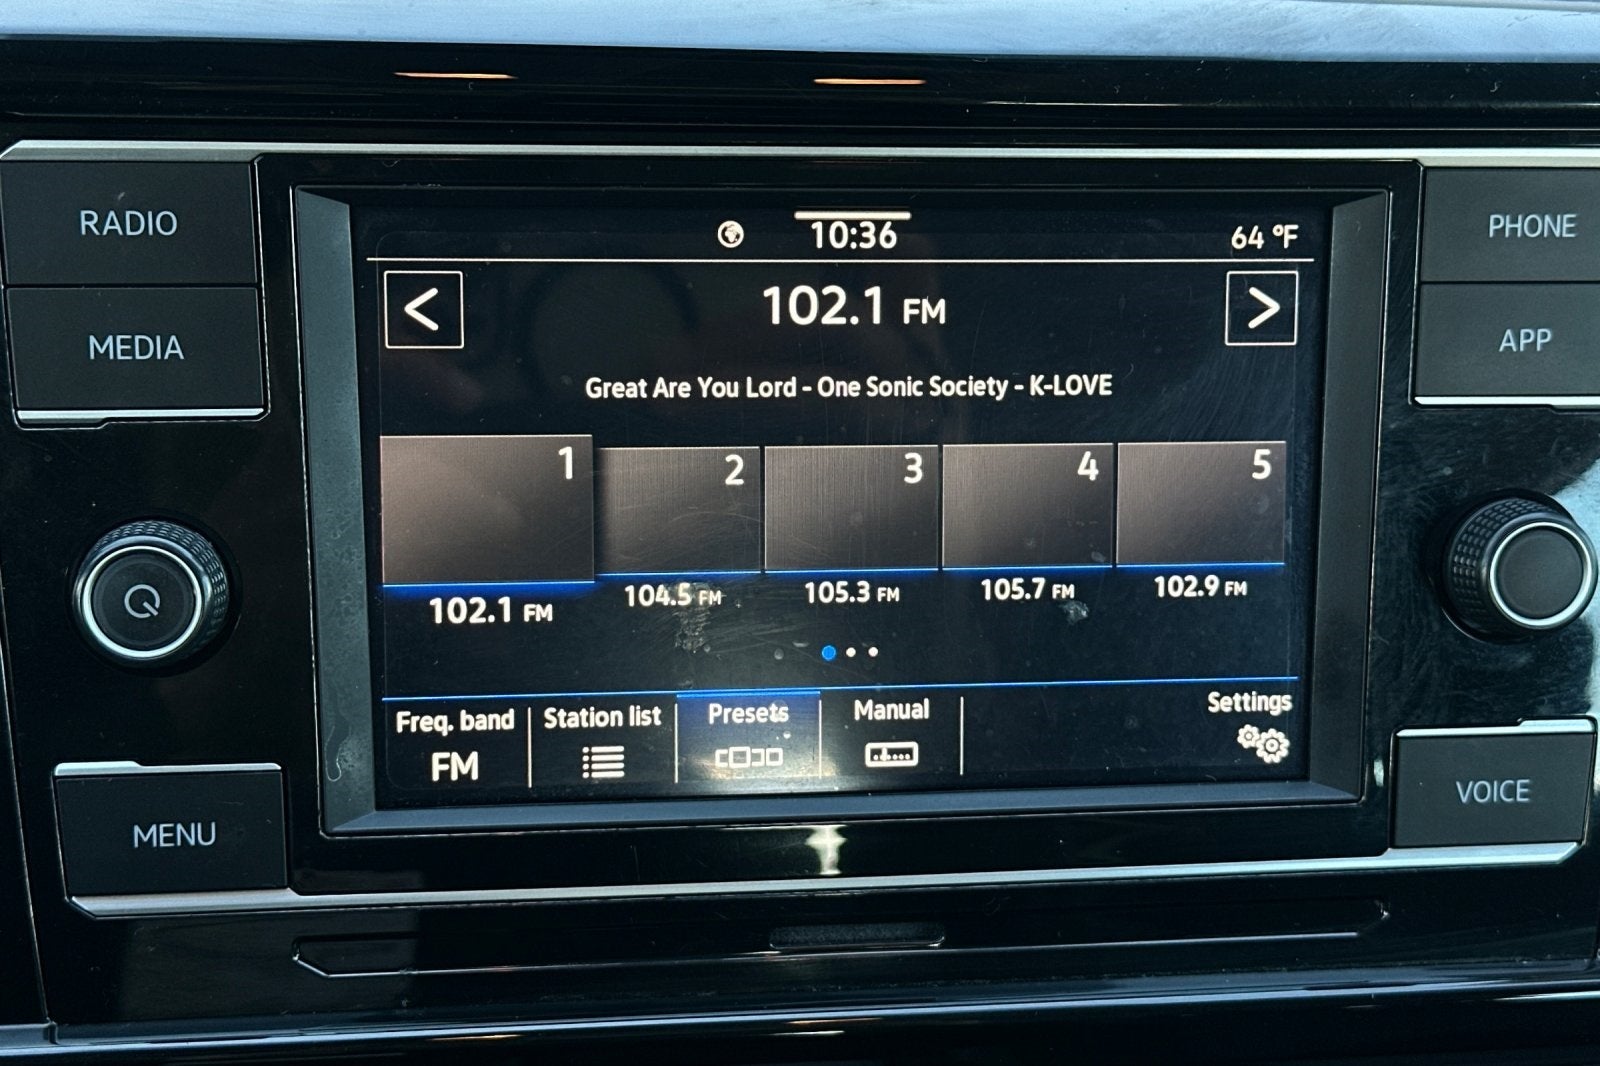 RADIO
MEDIA
MENU
10:36
64 °F
<
102.1 FM
>
Great Are You Lord - One Sonic Society - K-LOVE
1
2
3
4
5
102.1 FM
104.5 FM
105.3 FM
105.7 FM
102.9 FM
Freq. band
FM
Station list
Presets
Manual
Settings
PHONE
APP
VOICE